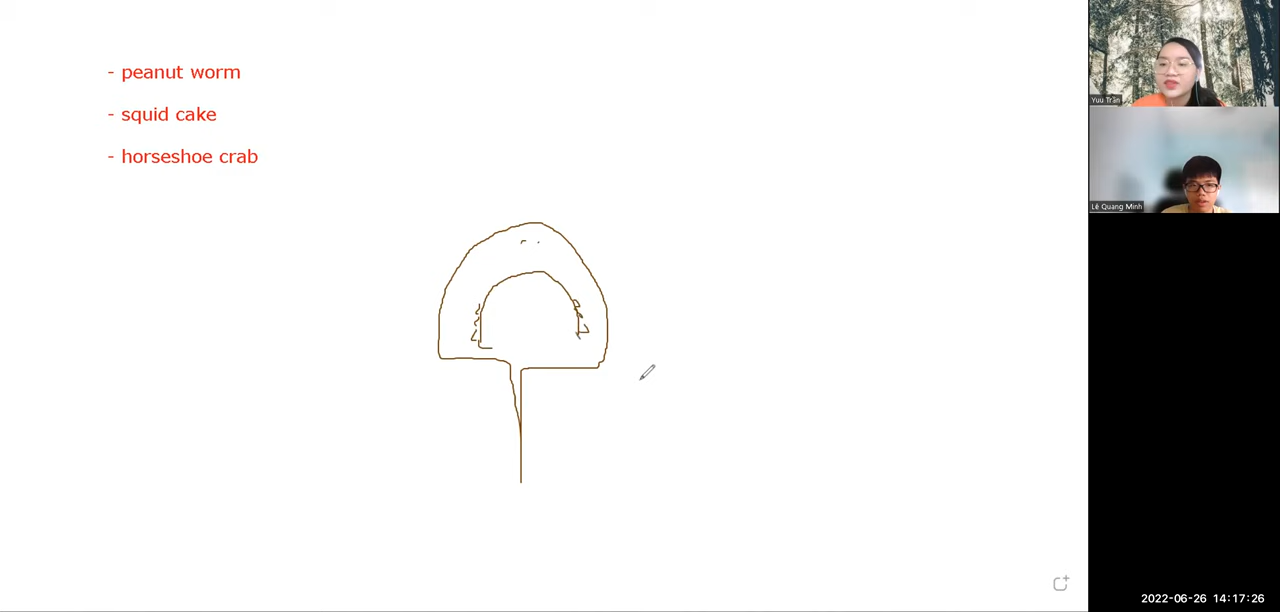 - peanut worm
- squid cake
- horseshoe crab
Yuu Trần
Lê Quang Minh
2022-06-26 14:17:26